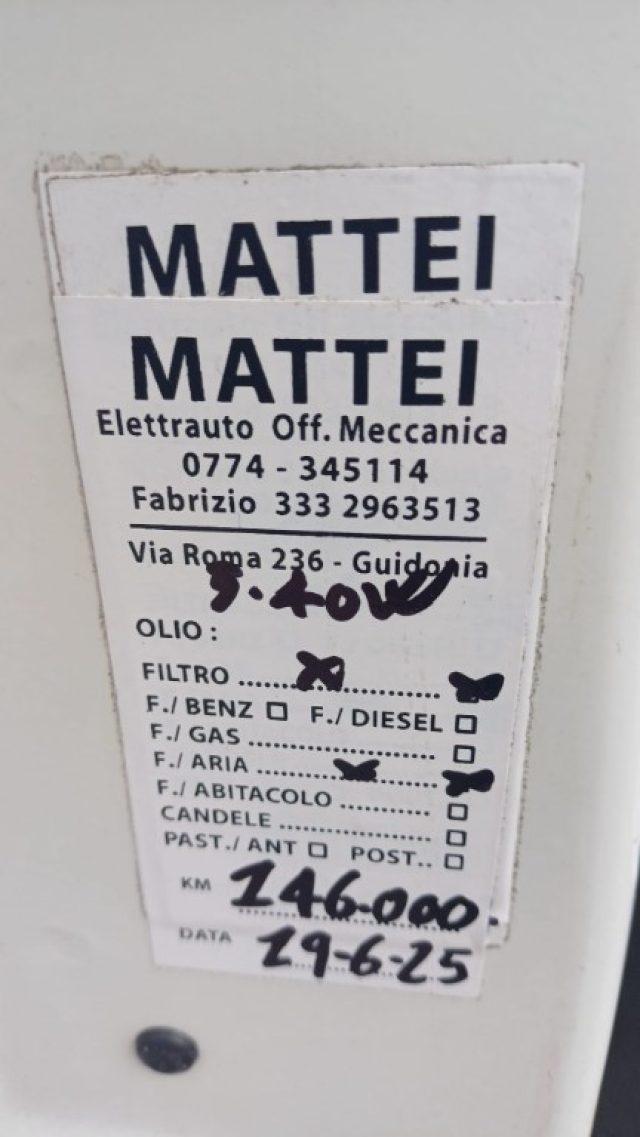 MATTEI
MATTEI
Elettrauto Off. Meccanica
0774 - 345114
Fabrizio 333 2963513
Via Roma 236 - Guidonia
5.40W
OLIO :
FILTRO ....................
F./ BENZ □ F./ DIESEL □
F./ GAS .................... □
F./ ARIA ....................
F./ ABITACOLO .......... □
CANDELE .................... □
PAST./ ANT □ POST.. □
KM 146.000.
DATA 19-6-25